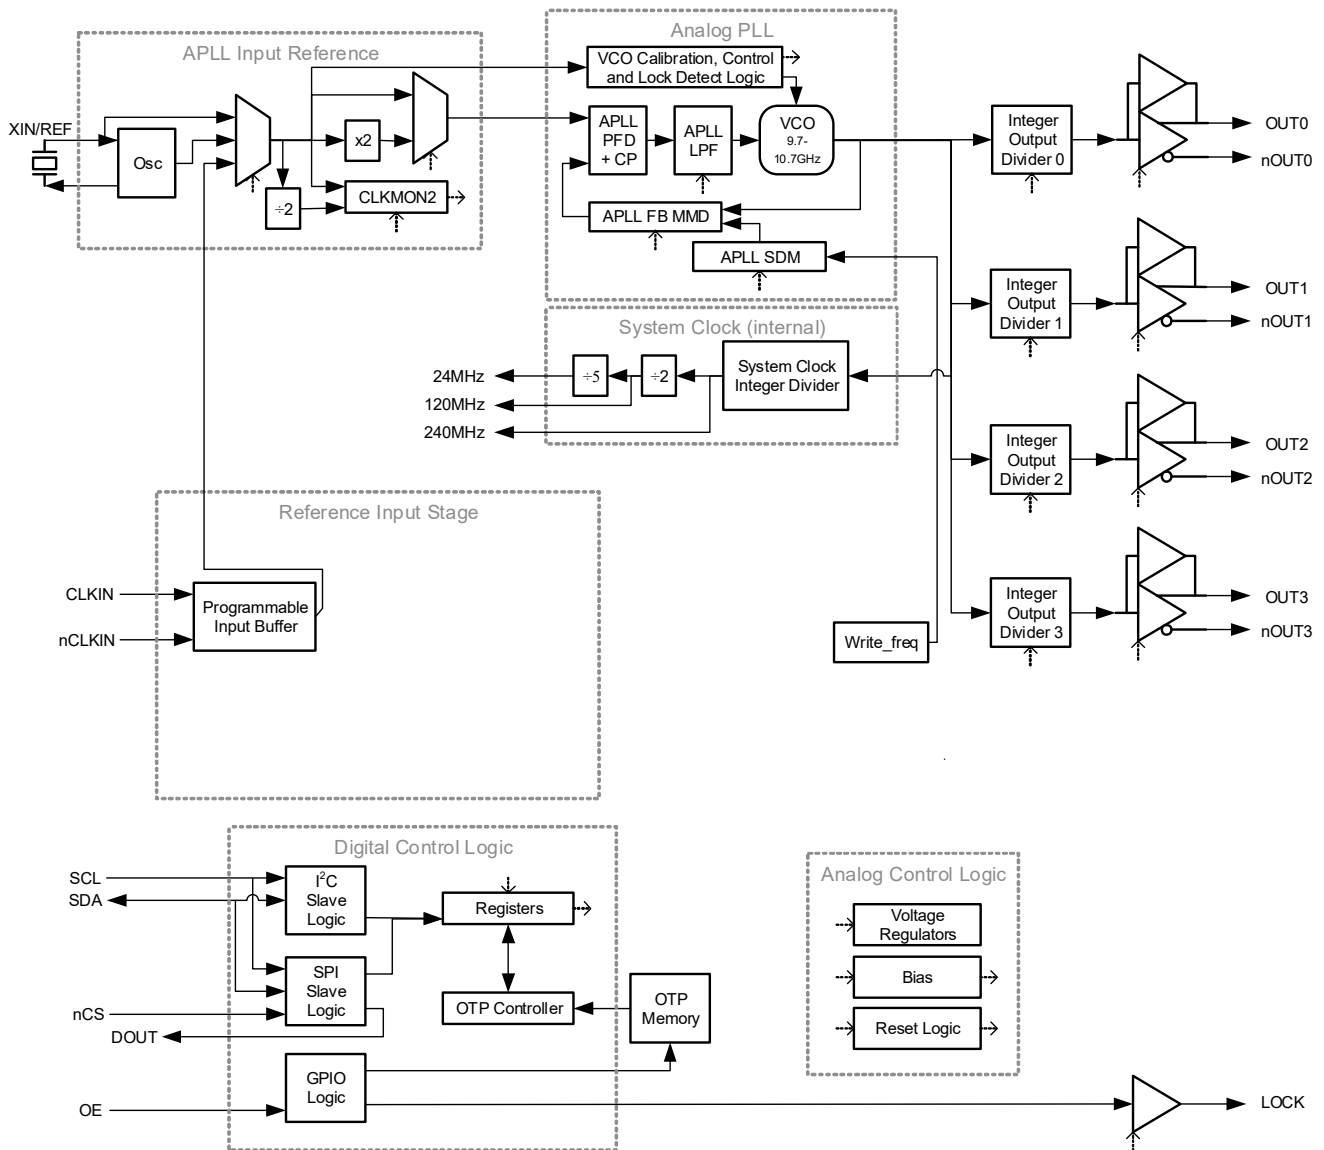 APLL Input Reference
XIN/REF
Osc
x2
÷2
CLKMON2
Analog PLL
VCO Calibration, Control
and Lock Detect Logic
APLL
PFD
+ CP
APLL
LPF
VCO
9.7-
10.7GHz
APLL FB MMD
APLL SDM
System Clock (internal)
24MHz
120MHz
240MHz
÷5
÷2
System Clock
Integer Divider
Integer
Output
Divider 0
OUT0
nOUT0
Integer
Output
Divider 1
OUT1
nOUT1
Integer
Output
Divider 2
OUT2
nOUT2
Integer
Output
Divider 3
OUT3
nOUT3
Reference Input Stage
CLKIN
nCLKIN
Programmable
Input Buffer
Write_freq
Digital Control Logic
SCL
SDA
I²C
Slave
Logic
Registers
SPI
Slave
Logic
nCS
DOUT
OTP Controller
OTP
Memory
GPIO
Logic
OE
Analog Control Logic
Voltage
Regulators
Bias
Reset Logic
LOCK